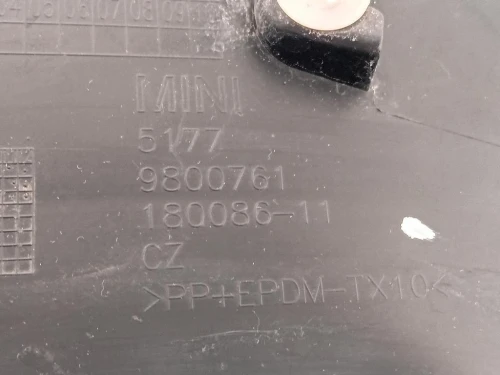 MINI
5177
9800761
180086-11
CZ
>PP+EPDM-TX10<